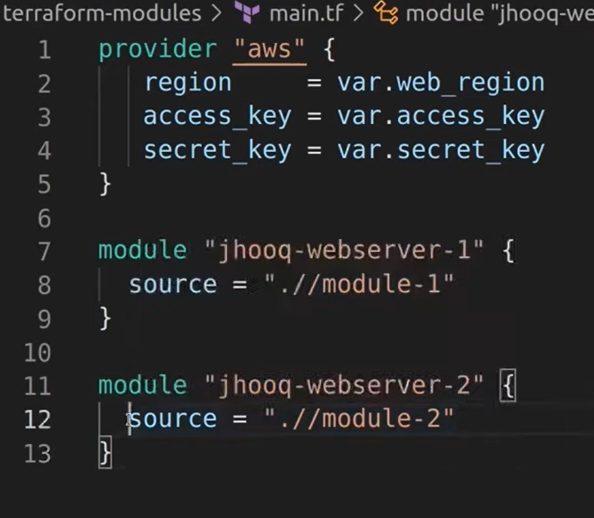 terraform-modules > main.tf > module "jhooq-we
1 provider "aws" {
2 region = var.web_region
3 access_key = var.access_key
4 secret_key = var.secret_key
5 }
6
7 module "jhooq-webserver-1" {
8 source = ".//module-1"
9 }
10
11 module "jhooq-webserver-2" {
12 source = ".//module-2"
13 }